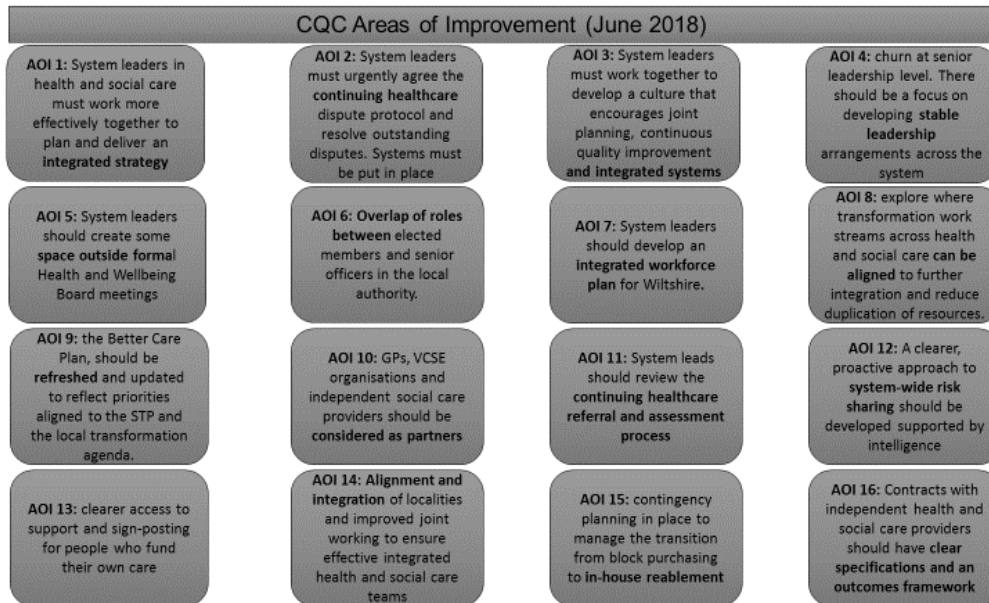 CQC Areas of Improvement (June 2018)
AOI 1: System leaders in
health and social care
must work more
effectively together to
plan and deliver an
integrated strategy
AOI 2: System leaders
must urgently agree the
continuing healthcare
dispute protocol and
resolve outstanding
disputes. Systems must
be put in place
AOI 3: System leaders
must work together to
develop a culture that
encourages joint
planning, continuous
quality improvement
and integrated systems
AOI 4: churn at senior
leadership level. There
should be a focus on
developing stable
leadership
arrangements across the
system
AOI 5: System leaders
should create some
space outside formal
Health and Wellbeing
Board meetings
AOI 6: Overlap of roles
between elected
members and senior
officers in the local
authority.
AOI 7: System leaders
should develop an
integrated workforce
plan for Wiltshire.
AOI 8: explore where
transformation work
streams across health
and social care can be
aligned to further
integration and reduce
duplication of resources.
AOI 9: the Better Care
Plan, should be
refreshed and updated
to reflect priorities
aligned to the STP and
the local transformation
agenda.
AOI 10: GPs, VCSE
organisations and
independent social care
providers should be
considered as partners
AOI 11: System leads
should review the
continuing healthcare
referral and assessment
process
AOI 12: A clearer,
proactive approach to
system-wide risk
sharing should be
developed supported by
intelligence
AOI 13: clearer access to
support and sign-posting
for people who fund
their own care
AOI 14: Alignment and
integration of localities
and improved joint
working to ensure
effective integrated
health and social care
teams
AOI 15: contingency
planning in place to
manage the transition
from block purchasing
to in-house reablement
AOI 16: Contracts with
independent health and
social care providers
should have clear
specifications and an
outcomes framework